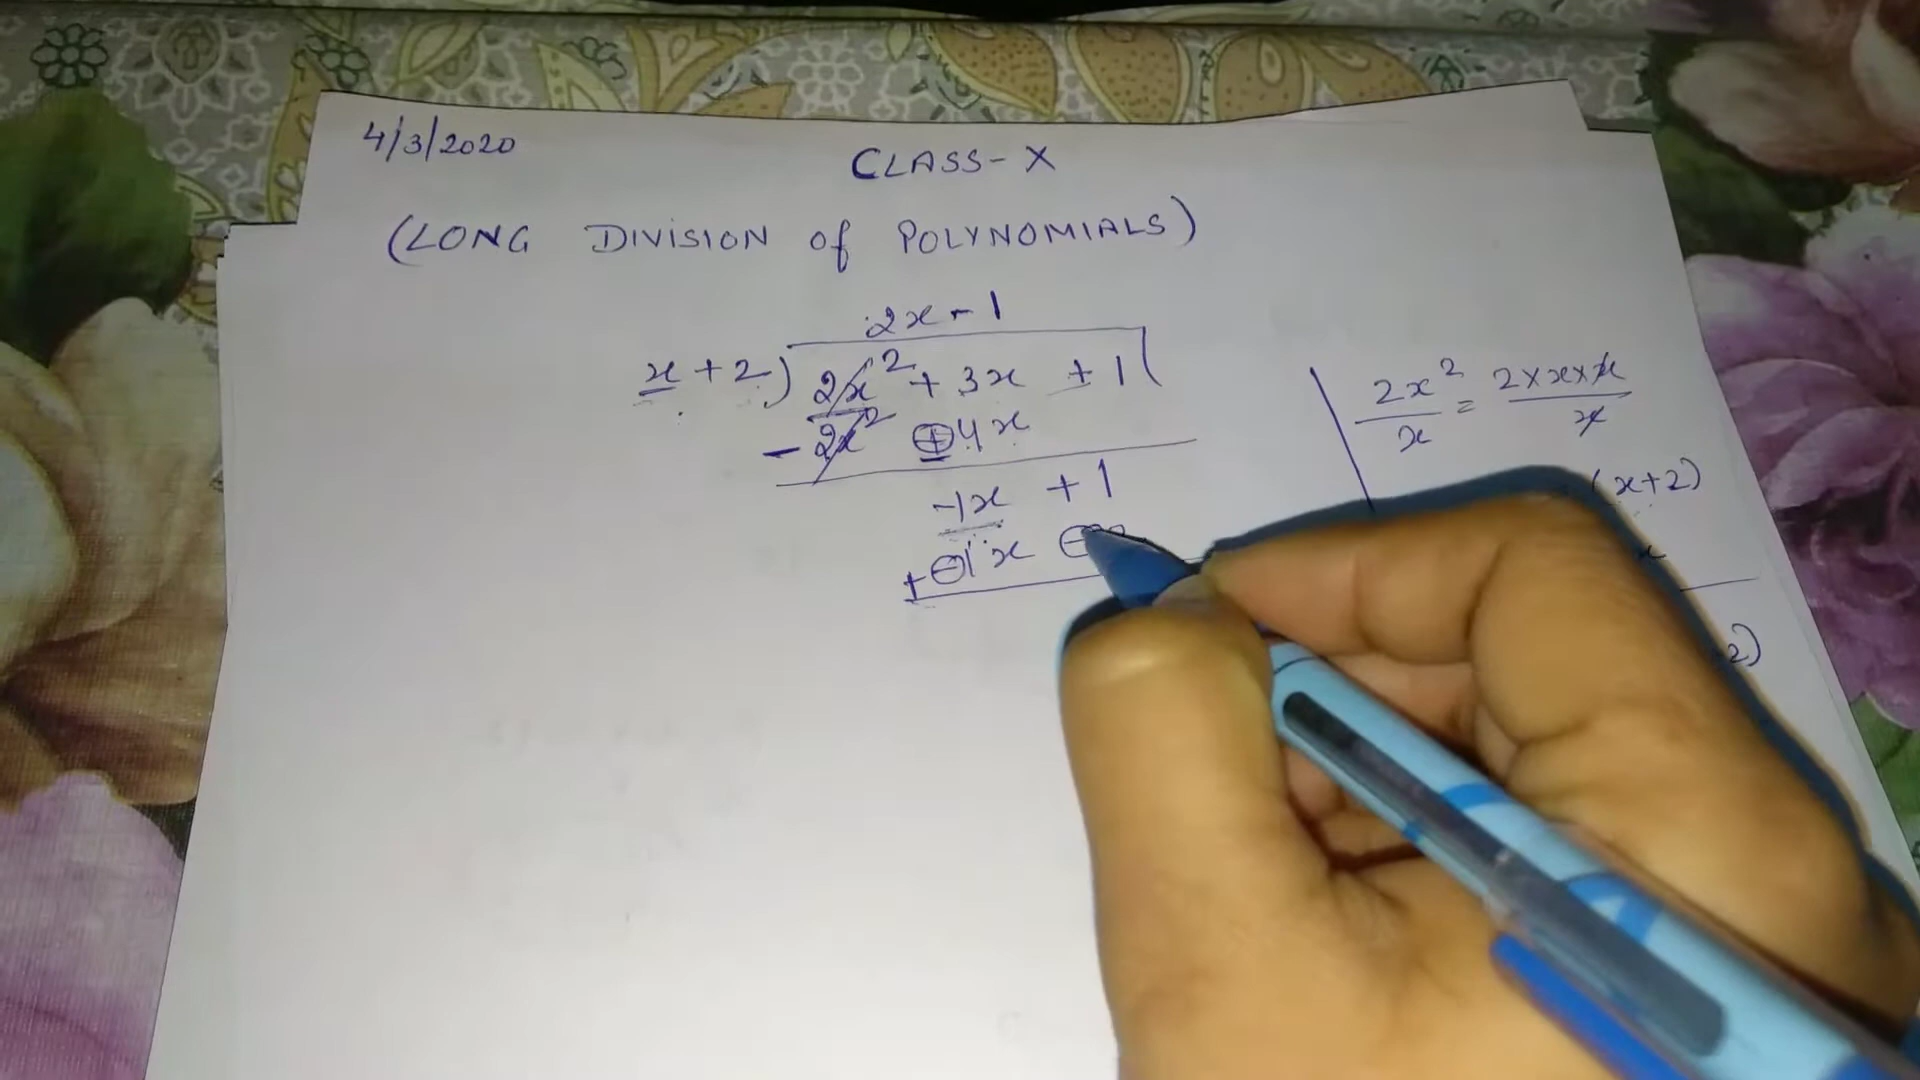 4/3/2020
CLASS-X
(LONG DIVISION of POLYNOMIALS)
2x - 1
x + 2) 2x² + 3x + 1(
- 2x² + 4x
-1x + 1
+ -1x -
2x²/x = 2×x×x/x
(x+2)
x
2)